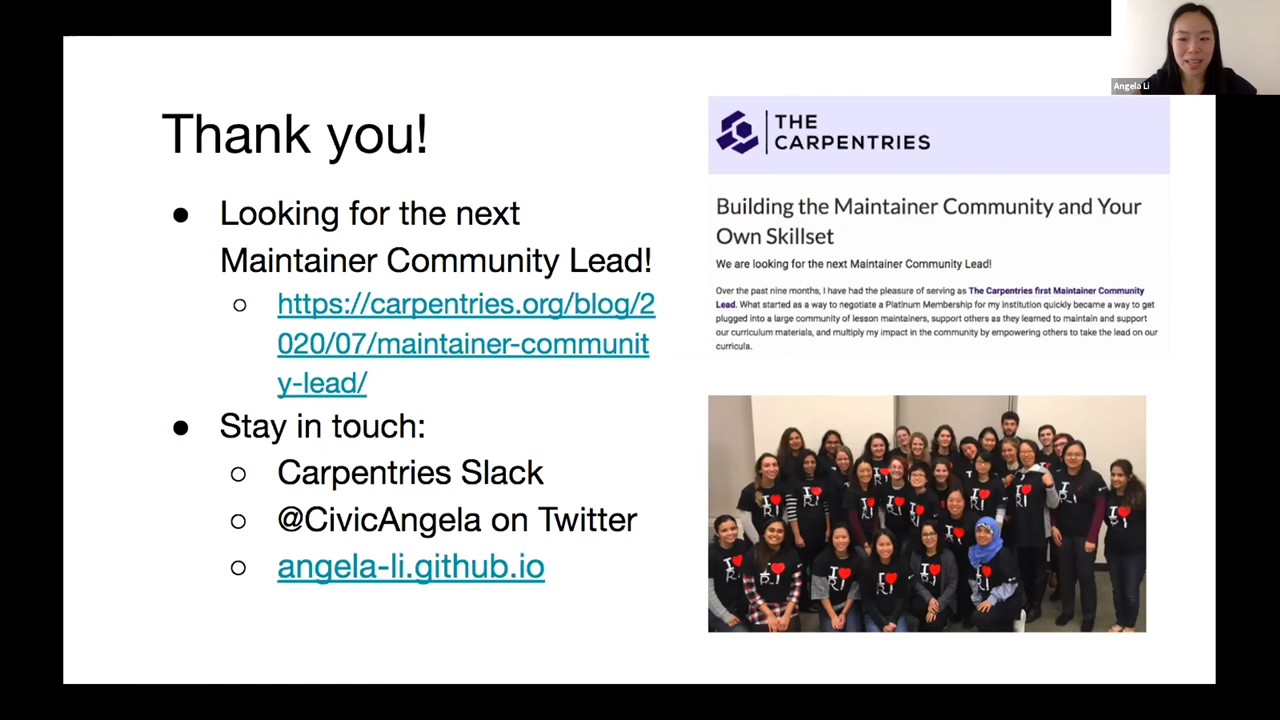 Angela Li
Thank you!
● Looking for the next
Maintainer Community Lead!
○ https://carpentries.org/blog/2
020/07/maintainer-communit
y-lead/
● Stay in touch:
○ Carpentries Slack
○ @CivicAngela on Twitter
○ angela-li.github.io
THE
CARPENTRIES
Building the Maintainer Community and Your
Own Skillset
We are looking for the next Maintainer Community Lead!
Over the past nine months, I have had the pleasure of serving as The Carpentries first Maintainer Community
Lead. What started as a way to negotiate a Platinum Membership for my institution quickly became a way to get
plugged into a large community of lesson maintainers, support others as they learned to maintain and support
our curriculum materials, and multiply my impact in the community by empowering others to take the lead on our
curricula.
I ❤ R!